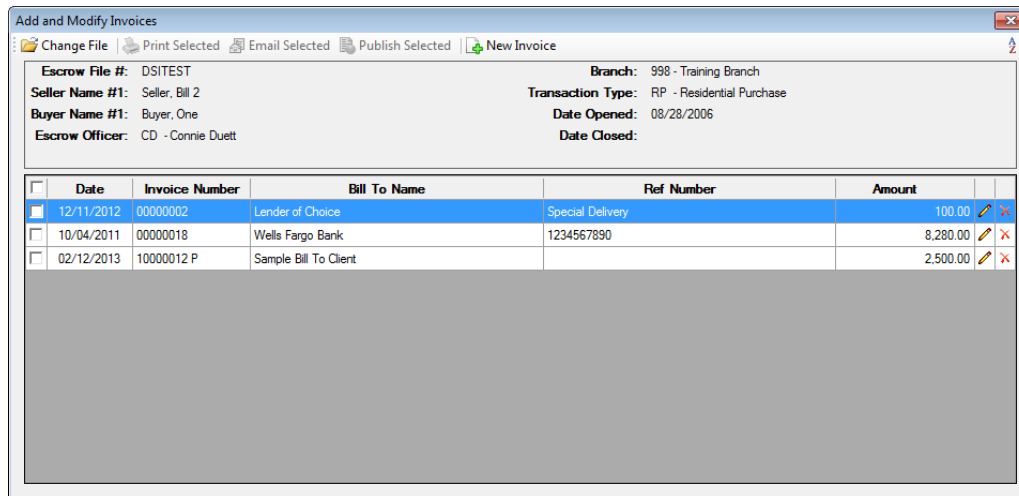 Add and Modify Invoices
Change File Print Selected Email Selected Publish Selected New Invoice
Escrow File #: DSITEST Branch: 998 - Training Branch
Seller Name #1: Seller, Bill 2 Transaction Type: RP - Residential Purchase
Buyer Name #1: Buyer, One Date Opened: 08/28/2006
Escrow Officer: CD - Connie Duett Date Closed:
Date Invoice Number Bill To Name Ref Number Amount
12/11/2012 00000002 Lender of Choice Special Delivery 100.00
10/04/2011 00000018 Wells Fargo Bank 1234567890 8,280.00
02/12/2013 10000012 P Sample Bill To Client 2,500.00